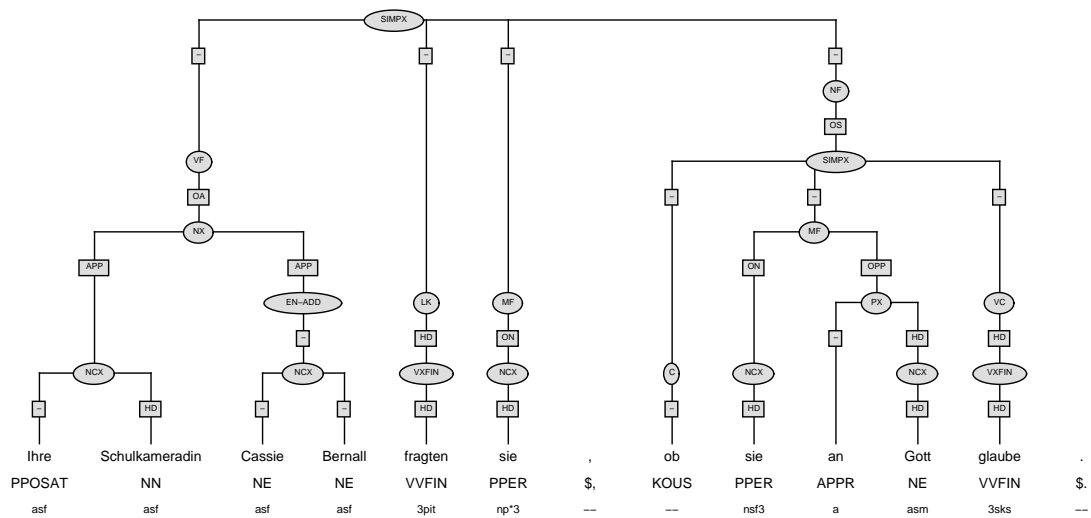 SIMPX
– – – –
NF
OS
VF SIMPX
OA – – –
NX MF
APP APP ON OPP
EN–ADD LK MF PX VC
– HD ON – HD HD
NCX NCX VXFIN NCX C NCX NCX VXFIN
– HD – – HD HD – HD HD HD
Ihre Schulkameradin Cassie Bernall fragten sie , ob sie an Gott glaube .
PPOSAT NN NE NE VVFIN PPER $, KOUS PPER APPR NE VVFIN $.
asf asf asf asf 3pit np*3 –– –– nsf3 a asm 3sks ––